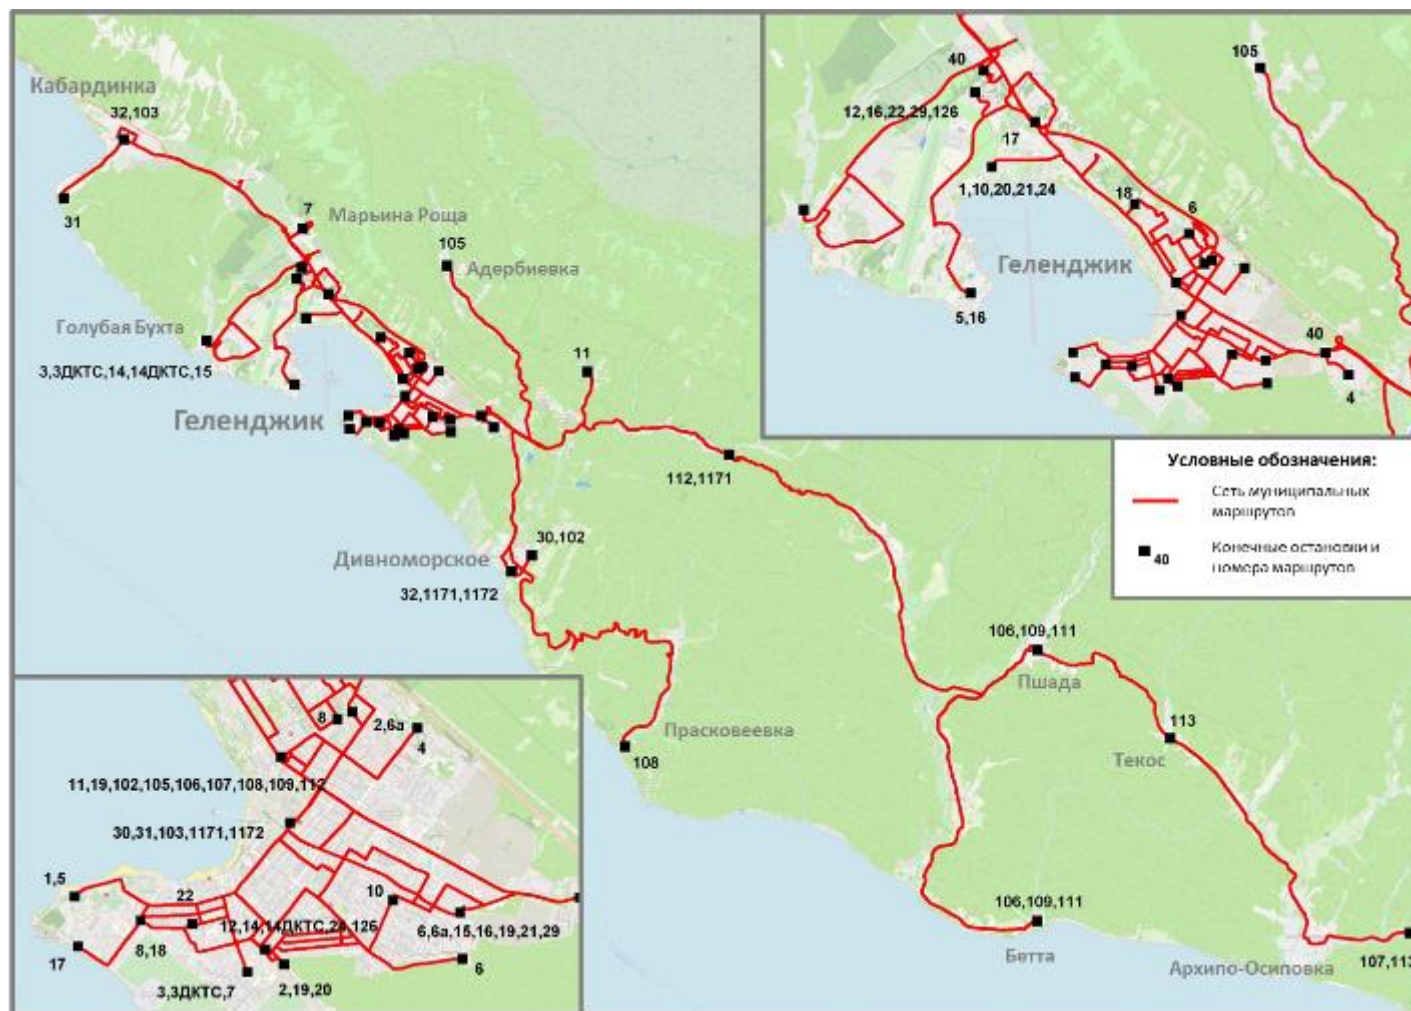 Кабардинка
32,103
31
7
Марьина Роща
105
Адербиевка
Голубая Бухта
3,3ДКТС,14,14ДКТС,15
Геленджик
11
112,1171
Дивноморское
30,102
32,1171,1172
Прасковеевка
108
106,109,111
Пшада
113
Текос
106,109,111
Бетта
Архипо-Осиповка
107,113
40
105
12,16,22,29,126
17
1,10,20,21,24
18
6
Геленджик
5,16
40
4
Условные обозначения:
Сеть муниципальных
маршрутов
40
Конечные остановки и
номера маршрутов
8
2,6а
4
11,19,102,105,106,107,108,109,112
30,31,103,1171,1172
1,5
22
10
12,14,14ДКТС,24,126
6,6а,15,16,19,21,29
17
8,18
6
3,3ДКТС,7
2,19,20